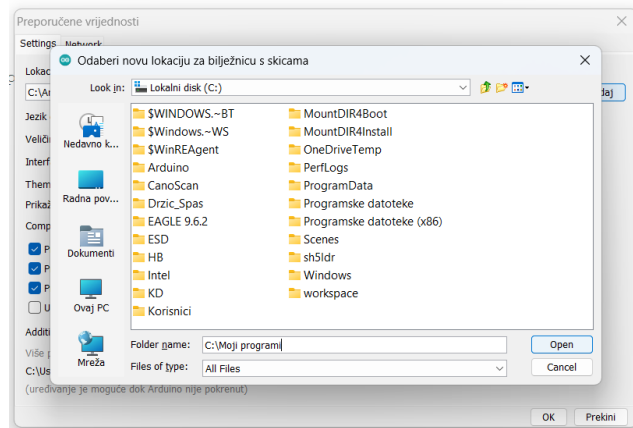 Preporučene vrijednosti
Settings Network
Odaberi novu lokaciju za bilježnicu s skicama
Lokac
Look in: Lokalni disk (C:)
C:\Ar
daj
Jezik
Veliči
Interf
Them
Prikaž
Comp
P
P
P
U
Additi
Više p
C:\Us
Nedavno k...
Radna pov...
Dokumenti
Ovaj PC
Mreža
$WINDOWS.~BT
$Windows.~WS
$WinREAgent
Arduino
CanoScan
Drzic_Spas
EAGLE 9.6.2
ESD
HB
Intel
KD
Korisnici
MountDIR4Boot
MountDIR4Install
OneDriveTemp
PerfLogs
ProgramData
Programske datoteke
Programske datoteke (x86)
Scenes
sh5ldr
Windows
workspace
Folder name: C:\Moji programi Open
Files of type: All Files Cancel
(uređivanje je moguće dok Arduino nije pokrenut)
OK Prekini